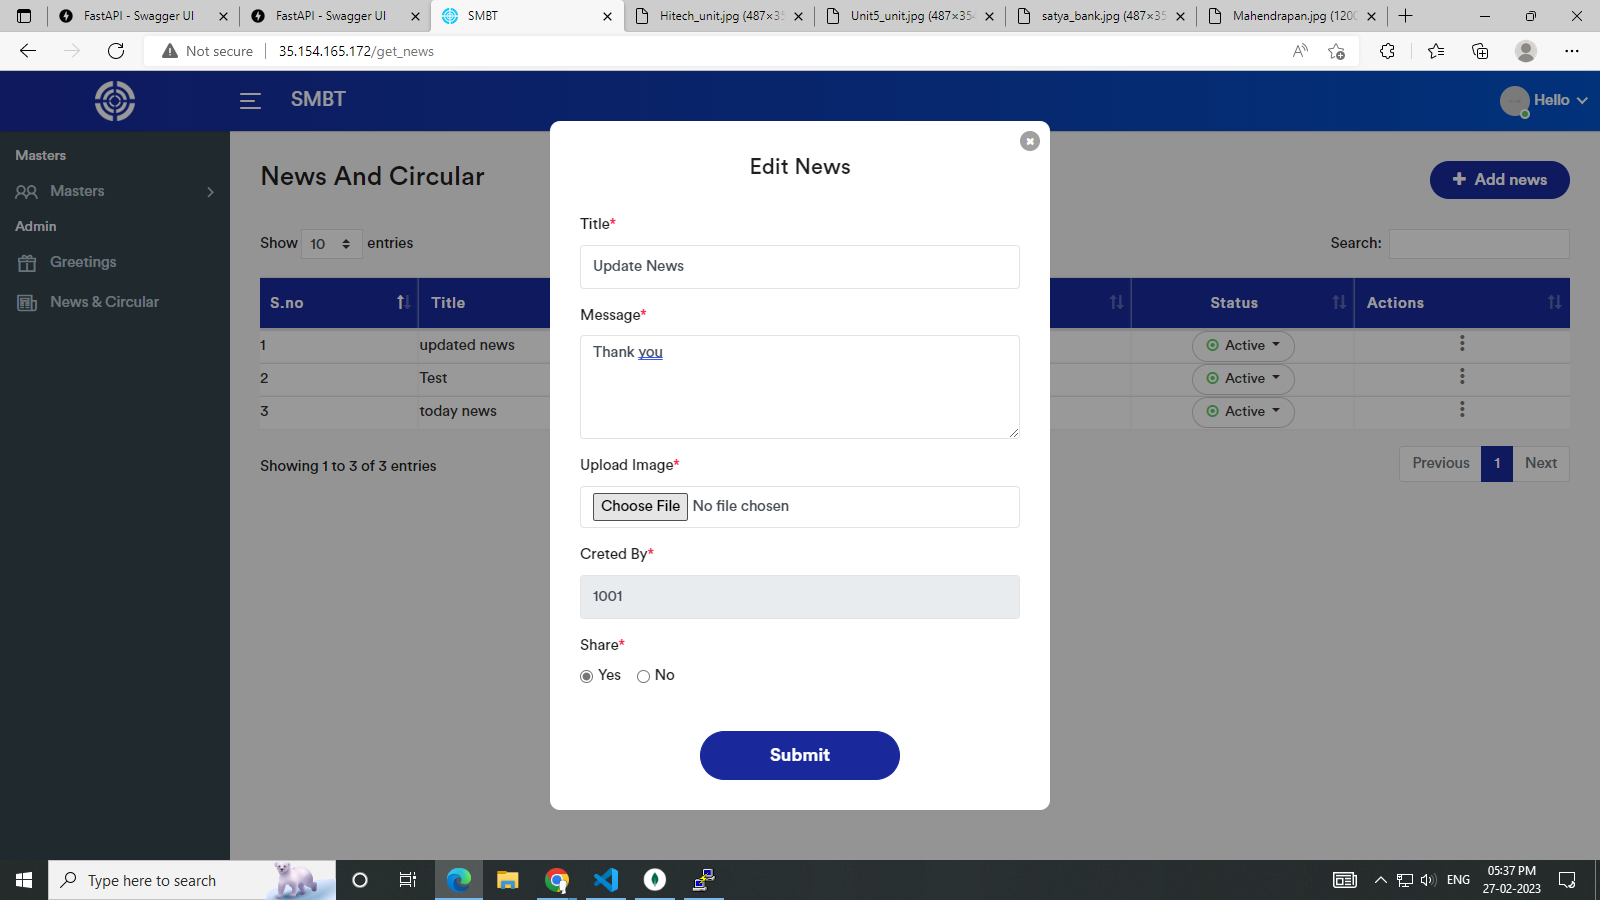 FastAPI - Swagger UI
FastAPI - Swagger UI
SMBT
Hitech_unit.jpg (487×35
Unit5_unit.jpg (487×354
satya_bank.jpg (487×35
Mahendrapan.jpg (1200
Not secure
35.154.165.172/get_news
SMBT
Hello
Masters
Masters
Admin
Greetings
News & Circular
News And Circular
Add news
Show 10 entries
Search:
S.no
Title
Status
Actions
1
updated news
Active
2
Test
Active
3
today news
Active
Showing 1 to 3 of 3 entries
Previous
1
Next
Edit News
Title*
Update News
Message*
Thank you
Upload Image*
Choose File No file chosen
Creted By*
1001
Share*
Yes No
Submit
Type here to search
ENG
05:37 PM
27-02-2023